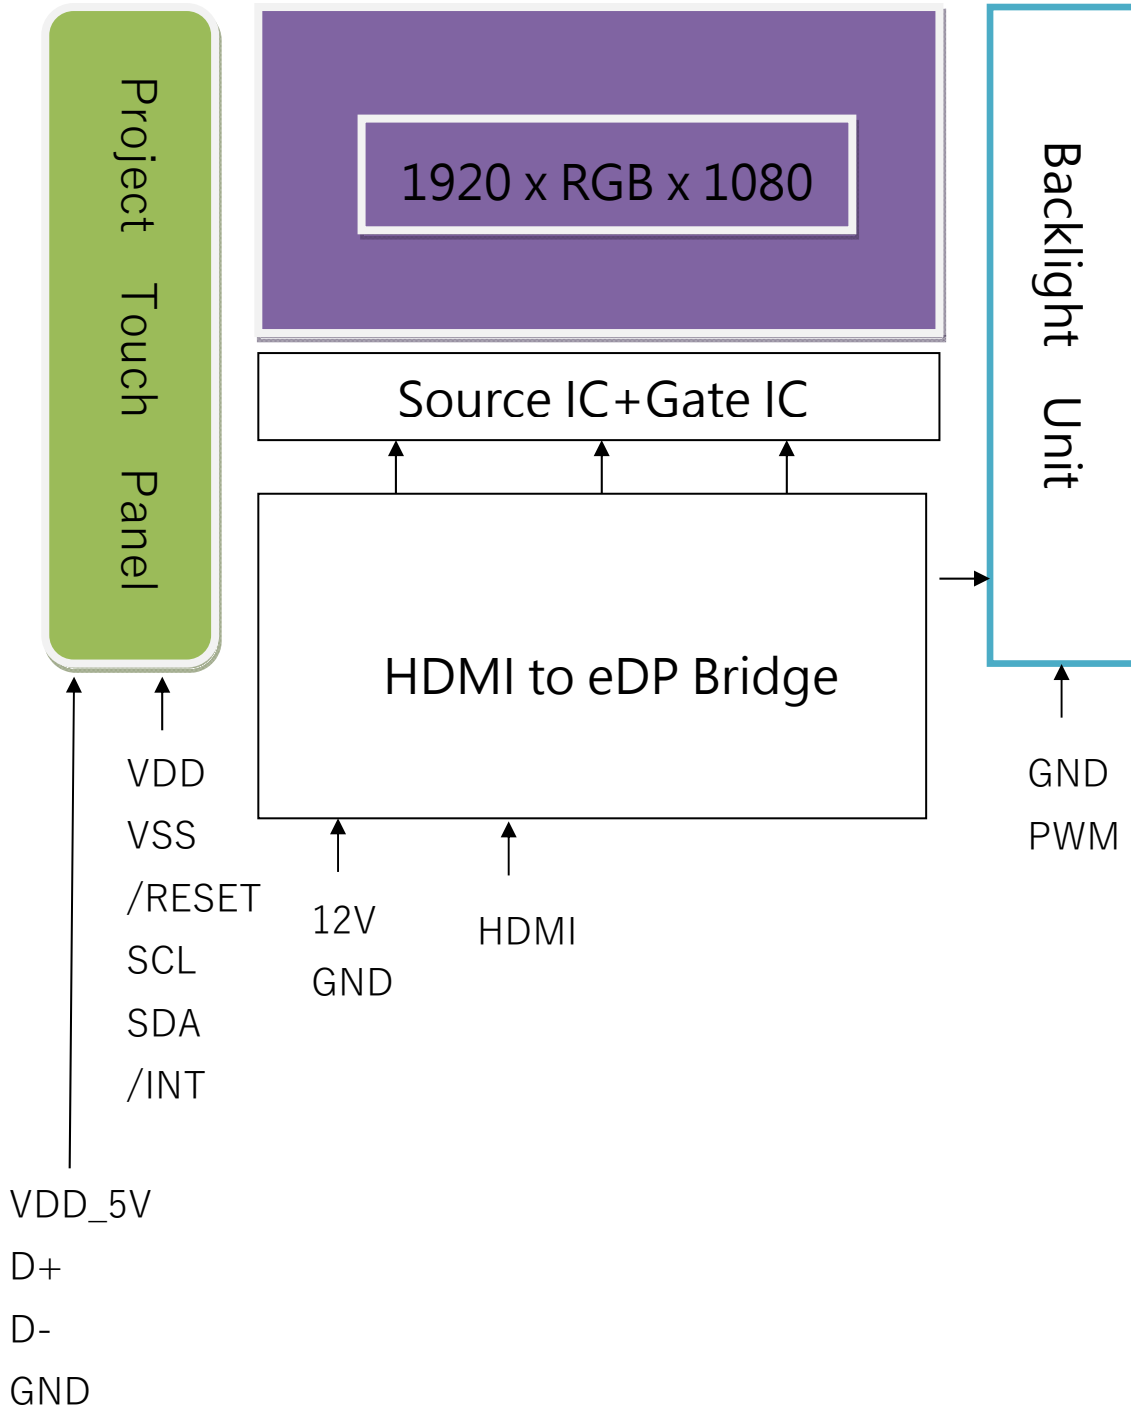 Project Touch Panel
1920 x RGB x 1080
Backlight Unit
Source IC+Gate IC
HDMI to eDP Bridge
VDD
VSS
/RESET
SCL
SDA
/INT
12V
GND
HDMI
GND
PWM
VDD_5V
D+
D-
GND